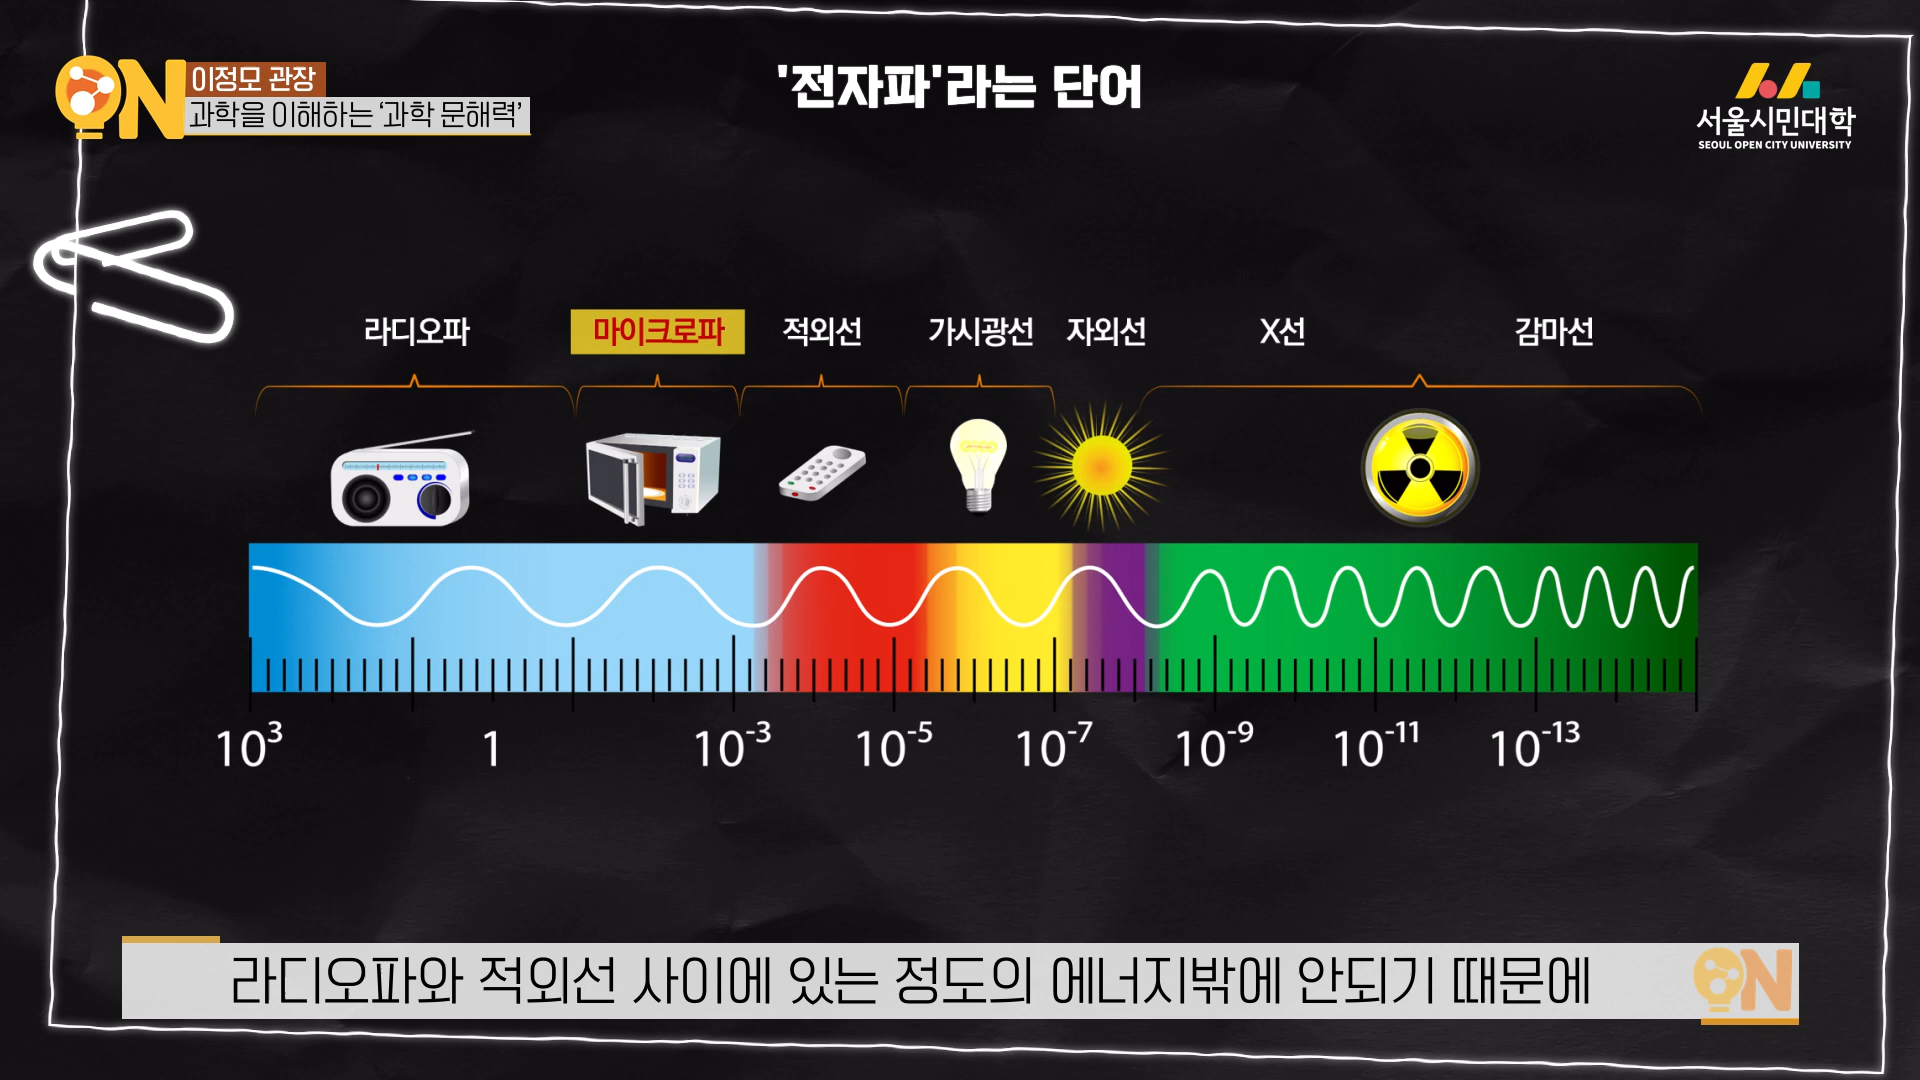 ON 이정모 관장
과학을 이해하는 ‘과학 문해력’
'전자파'라는 단어
서울시민대학
SEOUL OPEN CITY UNIVERSITY
라디오파 마이크로파 적외선 가시광선 자외선 X선 감마선
10³ 1 10⁻³ 10⁻⁵ 10⁻⁷ 10⁻⁹ 10⁻¹¹ 10⁻¹³
라디오파와 적외선 사이에 있는 정도의 에너지밖에 안되기 때문에
ON